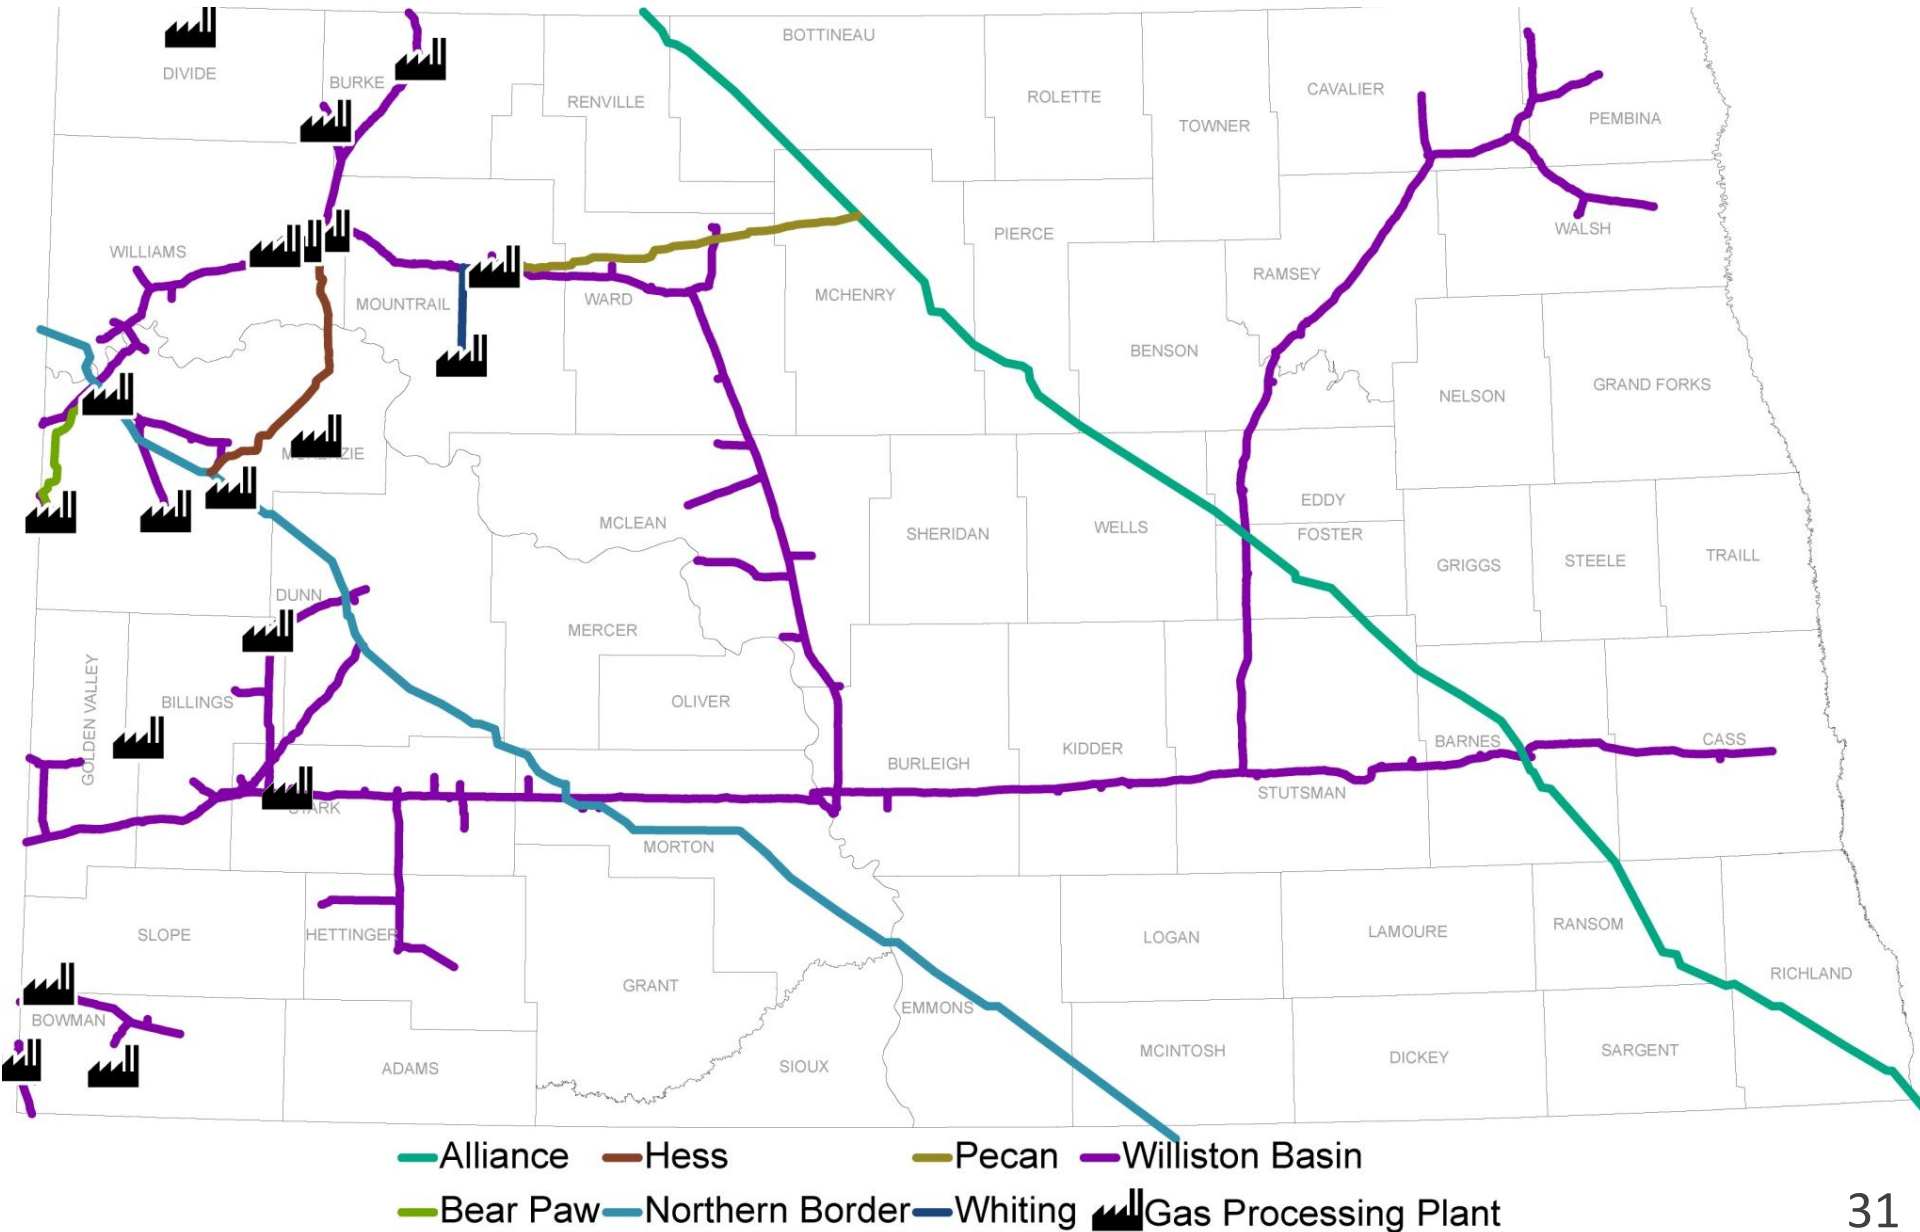 BOTTINEAU
DIVIDE
BURKE
RENVILLE
ROLETTE
CAVALIER
TOWNER
PEMBINA
WILLIAMS
PIERCE
WALSH
RAMSEY
MOUNTRAIL
WARD
MCHENRY
BENSON
NELSON
GRAND FORKS
MCKENZIE
EDDY
MCLEAN
SHERIDAN
WELLS
FOSTER
GRIGGS
STEELE
TRAILL
DUNN
MERCER
GOLDEN VALLEY
BILLINGS
OLIVER
BURLEIGH
KIDDER
BARNES
CASS
STARK
STUTSMAN
MORTON
SLOPE
HETTINGER
LOGAN
LAMOURE
RANSOM
RICHLAND
GRANT
BOWMAN
EMMONS
ADAMS
SIOUX
MCINTOSH
DICKEY
SARGENT
Alliance Hess Pecan Williston Basin
Bear Paw Northern Border Whiting Gas Processing Plant
31